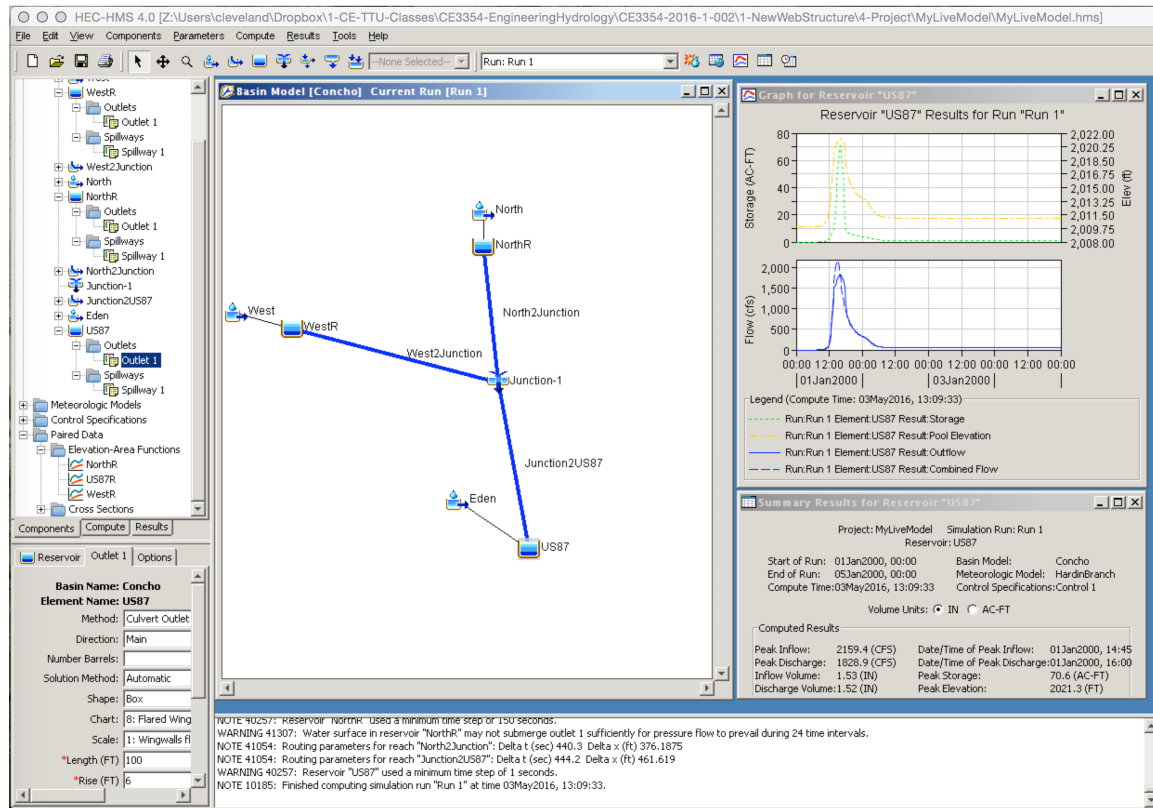 HEC-HMS 4.0 [Z:\Users\cleveland\Dropbox\1-CE-TTU-Classes\CE3354-EngineeringHydrology\CE3354-2016-1-002\1-NewWebStructure\4-Project\MyLiveModel\MyLiveModel.hms]
File Edit View Components Parameters Compute Results Tools Help
--None Selected-- Run: Run 1
WestR
Outlets
Outlet 1
Spillways
Spillway 1
West2Junction
North
NorthR
Outlets
Outlet 1
Spillways
Spillway 1
North2Junction
Junction-1
Junction2US87
Eden
US87
Outlets
Outlet 1
Spillways
Spillway 1
Meteorologic Models
Control Specifications
Paired Data
Elevation-Area Functions
NorthR
US87R
WestR
Cross Sections
Components Compute Results
Reservoir Outlet 1 Options
Basin Name: Concho
Element Name: US87
Method: Culvert Outlet
Direction: Main
Number Barrels:
Solution Method: Automatic
Shape: Box
Chart: 8: Flared Wing
Scale: 1: Wingwalls fl
*Length (FT) 100
*Rise (FT) 6
Basin Model [Concho] Current Run [Run 1]
North
NorthR
North2Junction
West
WestR
West2Junction
Junction-1
Junction2US87
Eden
US87
Graph for Reservoir "US87"
Reservoir "US87" Results for Run "Run 1"
Storage (AC-FT)
80
60
40
20
0
2,022.00
2,020.25
2,018.50
2,016.75
2,015.00
2,013.25
2,011.50
2,009.75
2,008.00
Elev (ft)
Flow (cfs)
2,000
1,500
1,000
500
0
00:00 12:00 00:00 12:00 00:00 12:00 00:00 12:00 00:00
01Jan2000 03Jan2000
Legend (Compute Time: 03May2016, 13:09:33)
Run:Run 1 Element:US87 Result:Storage
Run:Run 1 Element:US87 Result:Pool Elevation
Run:Run 1 Element:US87 Result:Outflow
Run:Run 1 Element:US87 Result:Combined Flow
Summary Results for Reservoir "US87"
Project: MyLiveModel Simulation Run: Run 1
Reservoir: US87
Start of Run: 01Jan2000, 00:00 Basin Model: Concho
End of Run: 05Jan2000, 00:00 Meteorologic Model: HardinBranch
Compute Time:03May2016, 13:09:33 Control Specifications:Control 1
Volume Units: IN AC-FT
Computed Results
Peak Inflow: 2159.4 (CFS) Date/Time of Peak Inflow: 01Jan2000, 14:45
Peak Discharge: 1828.9 (CFS) Date/Time of Peak Discharge:01Jan2000, 16:00
Inflow Volume: 1.53 (IN) Peak Storage: 70.6 (AC-FT)
Discharge Volume:1.52 (IN) Peak Elevation: 2021.3 (FT)
NOTE 40257: Reservoir "NorthR" used a minimum time step of 150 seconds.
WARNING 41307: Water surface in reservoir "NorthR" may not submerge outlet 1 sufficiently for pressure flow to prevail during 24 time intervals.
NOTE 41054: Routing parameters for reach "North2Junction": Delta t (sec) 440.3 Delta x (ft) 376.1875
NOTE 41054: Routing parameters for reach "Junction2US87": Delta t (sec) 444.2 Delta x (ft) 461.619
WARNING 40257: Reservoir "US87" used a minimum time step of 1 seconds.
NOTE 10185: Finished computing simulation run "Run 1" at time 03May2016, 13:09:33.